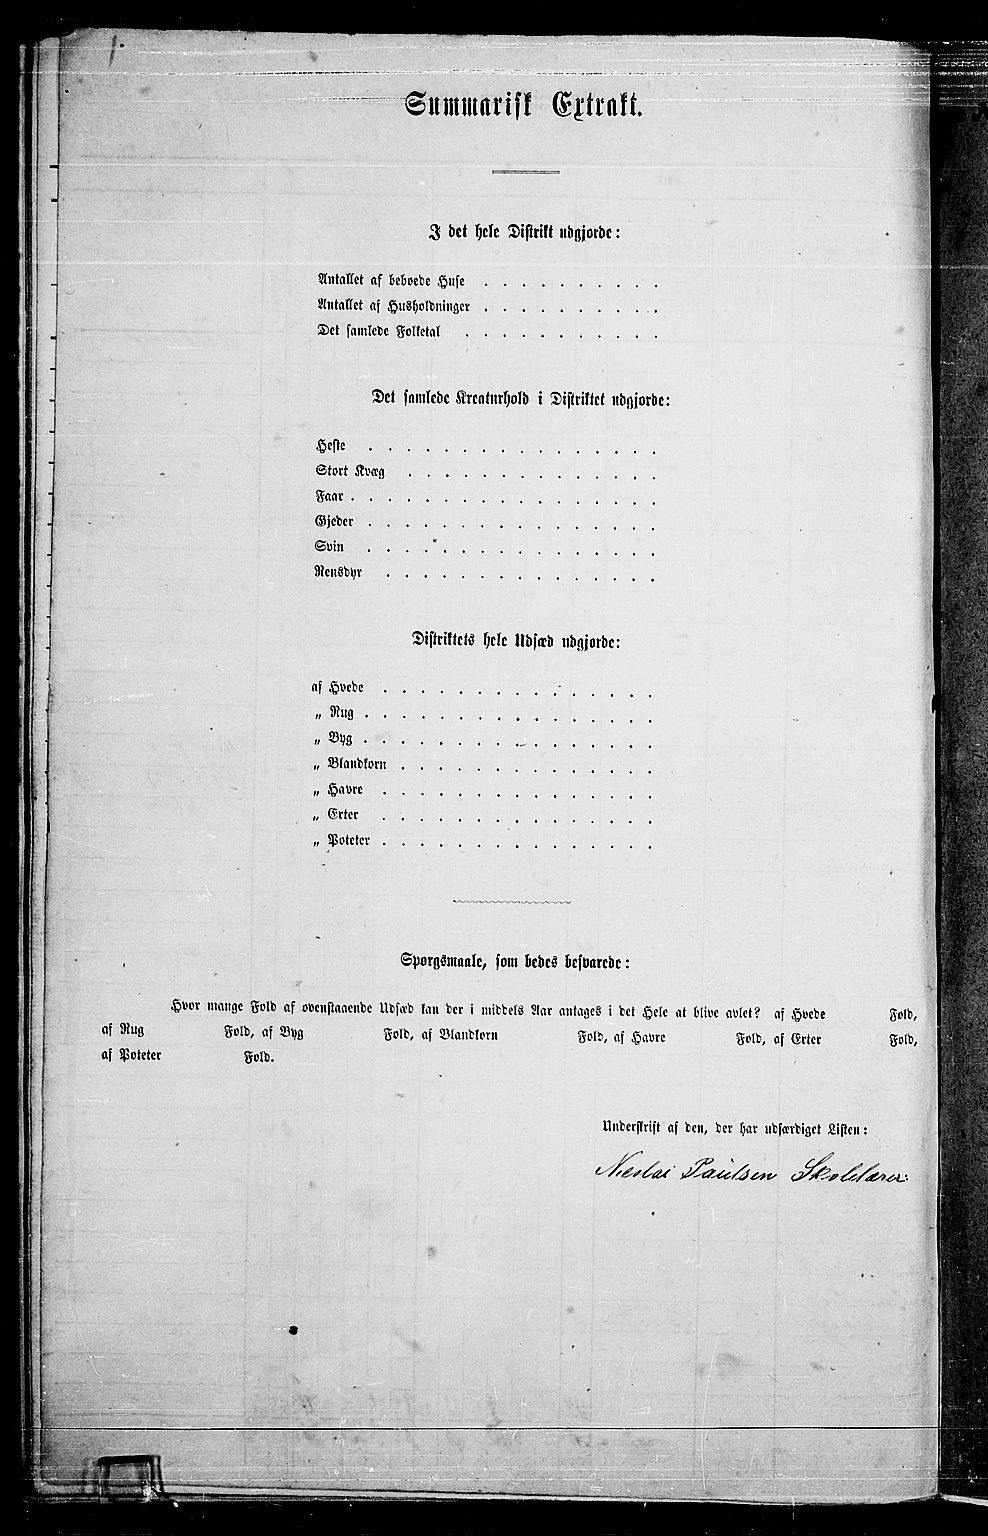 Summarisk Extrakt.
I det hele Distrikt udgjorde:
Antallet af beboede Huse . . . . . . . . . .
Antallet af Husholdninger . . . . . . . . . .
Det samlede Folketal . . . . . . . . . . .
Det samlede Kreaturhold i Distriktet udgjorde:
Heste . . . . . . . . . . . . . . . .
Stort Kvæg . . . . . . . . . . . . . .
Faar . . . . . . . . . . . . . . . . .
Gjeder . . . . . . . . . . . . . . . .
Svin . . . . . . . . . . . . . . . .
Rensdyr . . . . . . . . . . . . . . .
Distriktets hele Udsæd udgjorde:
af Hvede . . . . . . . . . . . . . . .
„ Rug . . . . . . . . . . . . . . . .
„ Byg . . . . . . . . . . . . . . . .
„ Blandkorn . . . . . . . . . . . . . .
„ Havre . . . . . . . . . . . . . . .
„ Erter . . . . . . . . . . . . . . .
„ Poteter . . . . . . . . . . . . . . .
Spørgsmaale, som bedes besvarede:
Hvor mange Fold af ovenstaaende Udsæd kan der i middels Aar antages i det Hele at blive avlet? af Hvede Fold,
af Rug Fold, af Byg Fold, af Blandkorn Fold, af Havre Fold, af Erter Fold,
af Poteter Fold.
Underskrift af den, der har udfærdiget Listen:
Nicolai Paulsen Skolelærer